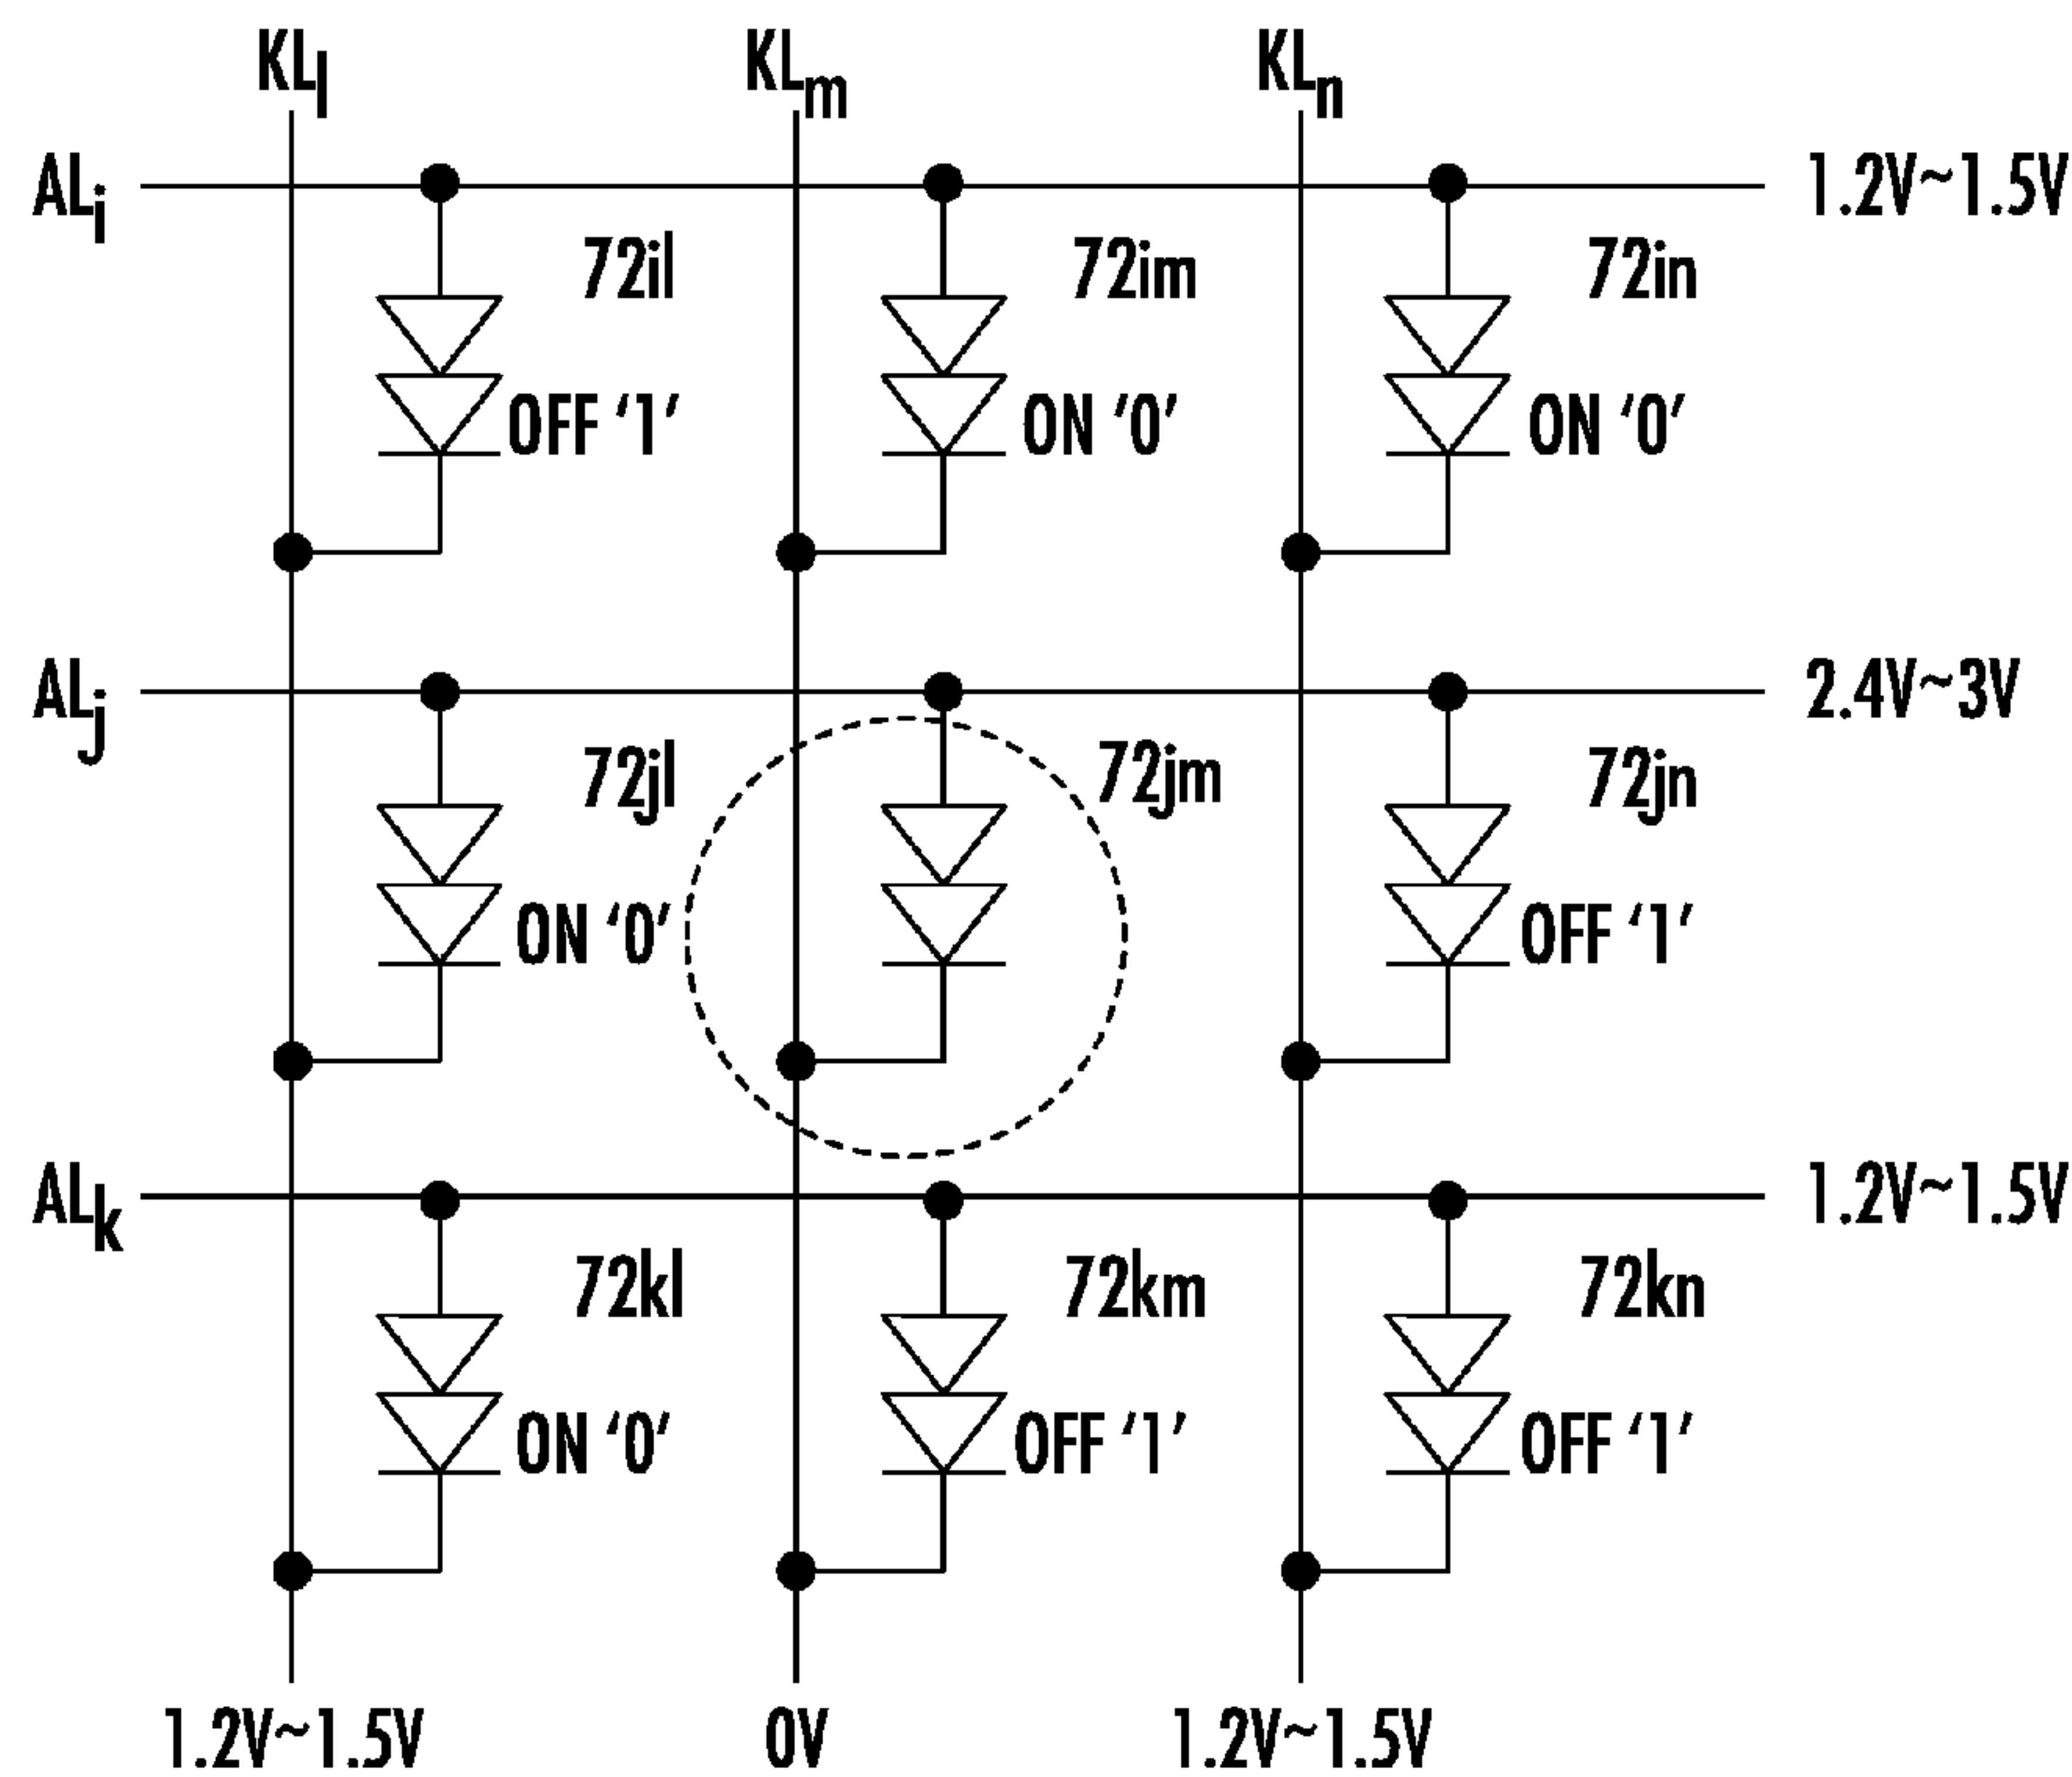 KLl KLm KLn
ALi 1.2V~1.5V
72il 72im 72in
OFF '1' ON '0' ON '0'
ALj 2.4V~3V
72jl 72jm 72jn
ON '0' OFF '1'
ALk 1.2V~1.5V
72kl 72km 72kn
ON '0' OFF '1' OFF '1'
1.2V~1.5V 0V 1.2V~1.5V